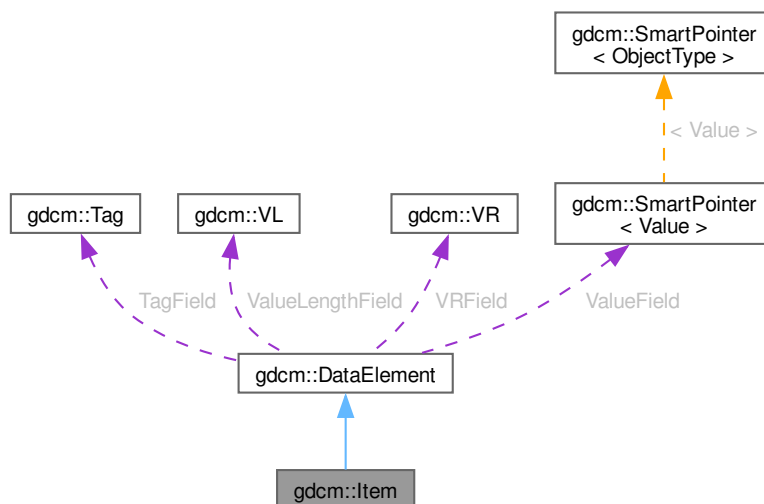 gdcm::SmartPointer
< ObjectType >
< Value >
gdcm::Tag
gdcm::VL
gdcm::VR
gdcm::SmartPointer
< Value >
TagField
ValueLengthField
VRField
ValueField
gdcm::DataElement
gdcm::Item